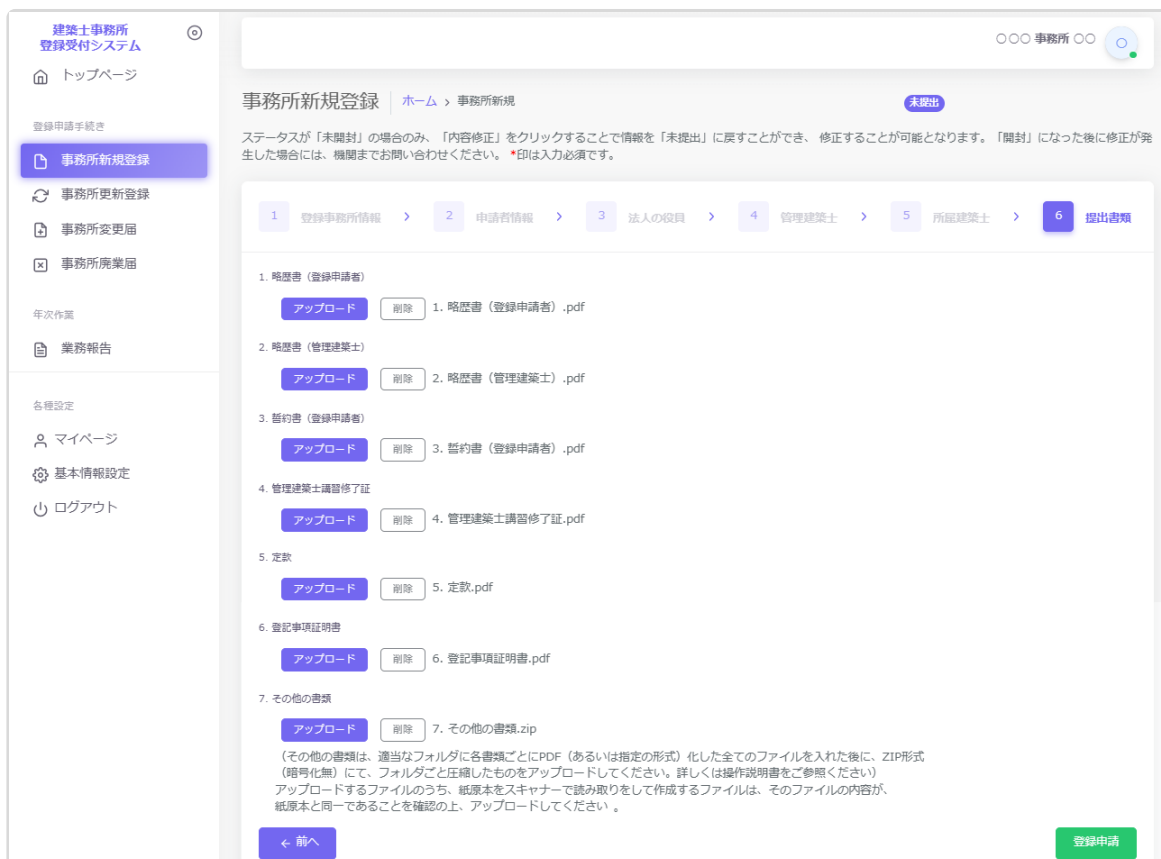 建築士事務所
登録受付システム
トップページ
登録申請手続き
事務所新規登録
事務所更新登録
事務所変更届
事務所廃業届
年次作業
業務報告
各種設定
マイページ
基本情報設定
ログアウト
〇〇〇 事務所 〇〇
〇
事務所新規登録 ホーム › 事務所新規
未提出
ステータスが「未開封」の場合のみ、「内容修正」をクリックすることで情報を「未提出」に戻すことができ、 修正することが可能となります。「開封」になった後に修正が発
生した場合には、機関までお問い合わせください。 *印は入力必須です。
1 登録事務所情報 › 2 申請者情報 › 3 法人の役員 › 4 管理建築士 › 5 所属建築士 › 6 提出書類
1. 略歴書（登録申請者）
アップロード 削除 1. 略歴書（登録申請者）.pdf
2. 略歴書（管理建築士）
アップロード 削除 2. 略歴書（管理建築士）.pdf
3. 誓約書（登録申請者）
アップロード 削除 3. 誓約書（登録申請者）.pdf
4. 管理建築士講習修了証
アップロード 削除 4. 管理建築士講習修了証.pdf
5. 定款
アップロード 削除 5. 定款.pdf
6. 登記事項証明書
アップロード 削除 6. 登記事項証明書.pdf
7. その他の書類
アップロード 削除 7. その他の書類.zip
（その他の書類は、適当なフォルダに各書類ごとにPDF（あるいは指定の形式）化した全てのファイルを入れた後に、ZIP形式
（暗号化無）にて、フォルダごと圧縮したものをアップロードしてください。詳しくは操作説明書をご参照ください）
アップロードするファイルのうち、紙原本をスキャナーで読み取りをして作成するファイルは、そのファイルの内容が、
紙原本と同一であることを確認の上、アップロードしてください 。
← 前へ
登録申請